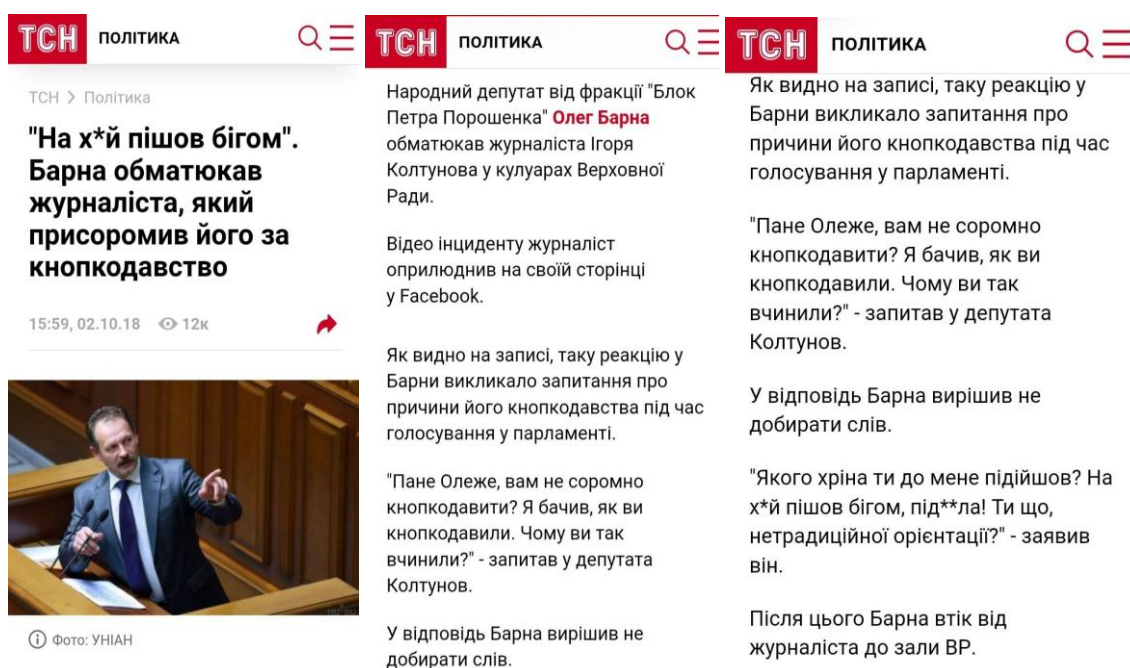 ТСН ПОЛІТИКА
ТСН > Політика
"На х*й пішов бігом".
Барна обматюкав
журналіста, який
присоромив його за
кнопкодавство
15:59, 02.10.18 12к
Фото: УНІАН
ТСН ПОЛІТИКА
Народний депутат від фракції "Блок
Петра Порошенка" Олег Барна
обматюкав журналіста Ігоря
Колтунова у кулуарах Верховної
Ради.
Відео інциденту журналіст
оприлюднив на своїй сторінці
у Facebook.
Як видно на записі, таку реакцію у
Барни викликало запитання про
причини його кнопкодавства під час
голосування у парламенті.
"Пане Олеже, вам не соромно
кнопкодавити? Я бачив, як ви
кнопкодавили. Чому ви так
вчинили?" - запитав у депутата
Колтунов.
У відповідь Барна вирішив не
добирати слів.
ТСН ПОЛІТИКА
Як видно на записі, таку реакцію у
Барни викликало запитання про
причини його кнопкодавства під час
голосування у парламенті.
"Пане Олеже, вам не соромно
кнопкодавити? Я бачив, як ви
кнопкодавили. Чому ви так
вчинили?" - запитав у депутата
Колтунов.
У відповідь Барна вирішив не
добирати слів.
"Якого хріна ти до мене підійшов? На
х*й пішов бігом, під**ла! Ти що,
нетрадиційної орієнтації?" - заявив
він.
Після цього Барна втік від
журналіста до зали ВР.